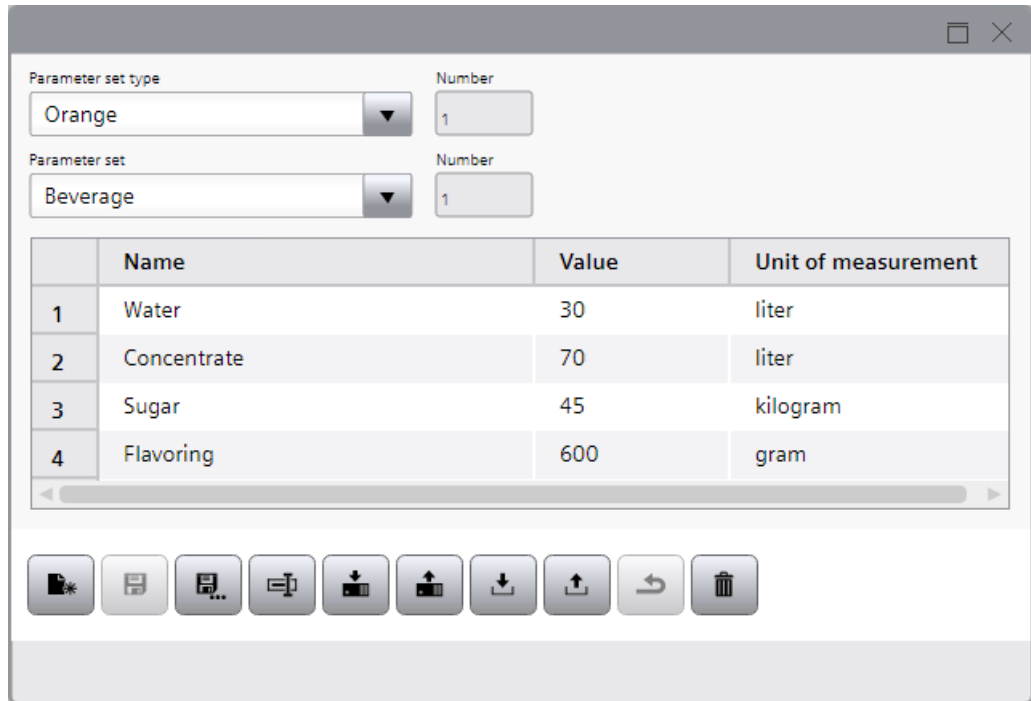 Parameter set type Number
Orange 1
Parameter set Number
Beverage 1
Name Value Unit of measurement
1 Water 30 liter
2 Concentrate 70 liter
3 Sugar 45 kilogram
4 Flavoring 600 gram